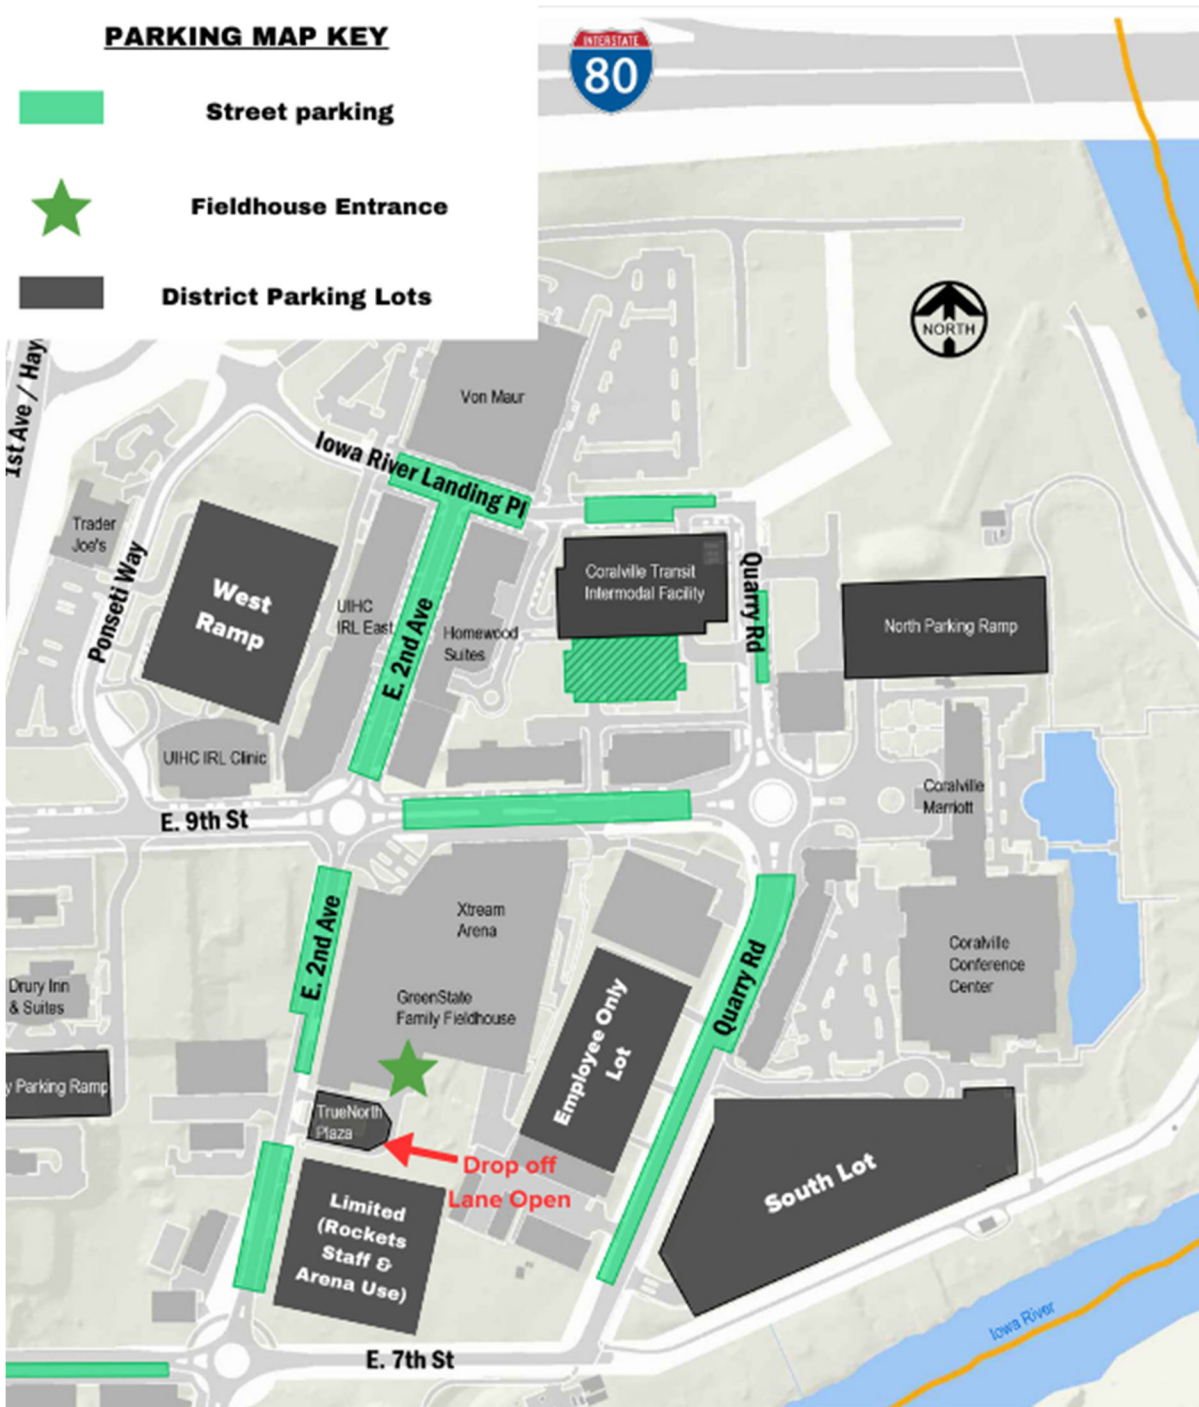 PARKING MAP KEY
Street parking
Fieldhouse Entrance
District Parking Lots
INTERSTATE
80
NORTH
1st Ave / Hay
Von Maur
Iowa River Landing Pl
Trader
Joe's
Ponseti Way
West
Ramp
UIHC
IRL East
E. 2nd Ave
Homewood
Suites
Coralville Transit
Intermodal Facility
Quarry Rd
North Parking Ramp
UIHC IRL Clinic
E. 9th St
Coralville
Marriott
E. 2nd Ave
Xtream
Arena
Drury Inn
& Suites
GreenState
Family Fieldhouse
Employee Only
Lot
Quarry Rd
Coralville
Conference
Center
y Parking Ramp
TrueNorth
Plaza
Drop off
Lane Open
South Lot
Limited
(Rockets
Staff &
Arena Use)
Iowa River
E. 7th St